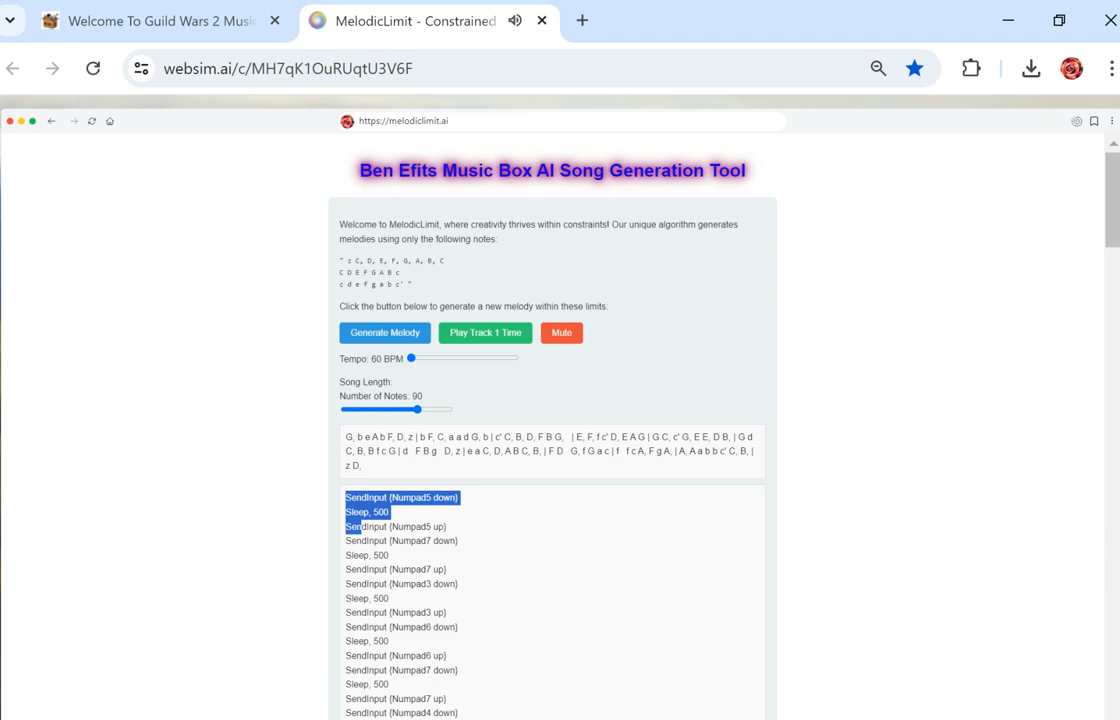 Welcome To Guild Wars 2 Musi
MelodicLimit - Constrained
websim.ai/c/MH7qK1OuRUqtU3V6F
https://melodiclimit.ai
Ben Efits Music Box AI Song Generation Tool
Welcome to MelodicLimit, where creativity thrives within constraints! Our unique algorithm generates
melodies using only the following notes:
" z C, D, E, F, G, A, B, C
C D E F G A B c
c d e f g a b c' "
Click the button below to generate a new melody within these limits:
Generate Melody Play Track 1 Time Mute
Tempo: 60 BPM
Song Length:
Number of Notes: 90
G, b e A b F, D, z | b F, C, a a d G, b | c' C, B, D, F B G,  | E, F, f c' D, E A G | G C, c' G, E E, D B, | G d
C, B, B f c G | d  F B g  D, z | e a C, D, A B C, B, | F D  G, f G a c | f  f c A, F g A, | A, A a b b c' C, B, |
z D,
SendInput {Numpad5 down}
Sleep, 500
SendInput {Numpad5 up}
SendInput {Numpad7 down}
Sleep, 500
SendInput {Numpad7 up}
SendInput {Numpad3 down}
Sleep, 500
SendInput {Numpad3 up}
SendInput {Numpad6 down}
Sleep, 500
SendInput {Numpad6 up}
SendInput {Numpad7 down}
Sleep, 500
SendInput {Numpad7 up}
SendInput {Numpad4 down}